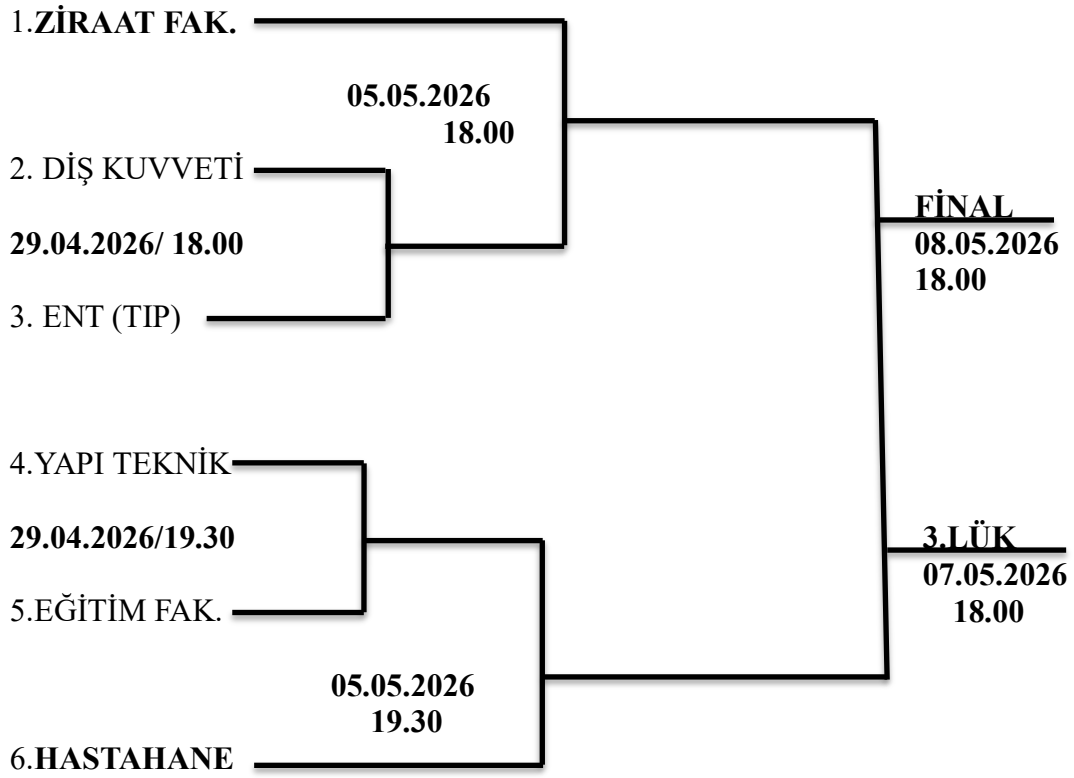 1.ZİRAAT FAK.
05.05.2026
18.00
2. DİŞ KUVVETİ
29.04.2026/ 18.00
3. ENT (TIP)
FİNAL
08.05.2026
18.00
4.YAPI TEKNİK
29.04.2026/19.30
5.EĞİTİM FAK.
05.05.2026
19.30
6.HASTAHANE
3.LÜK
07.05.2026
18.00